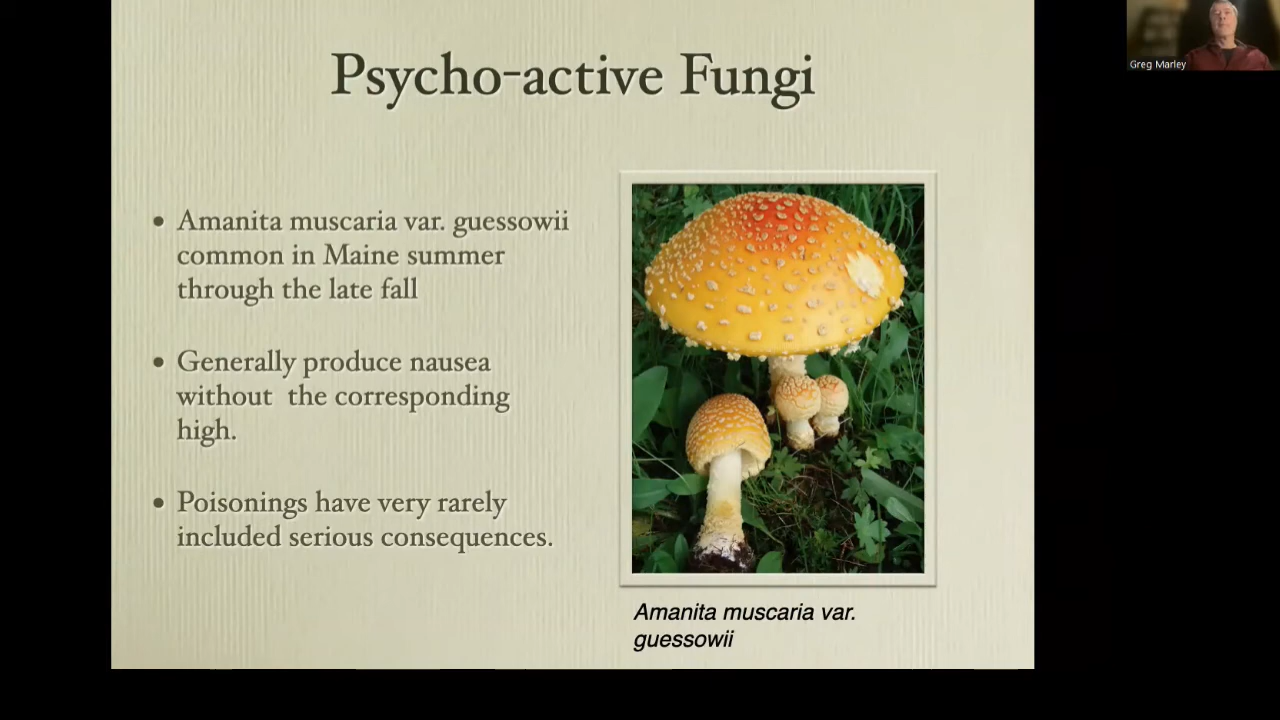 Psycho-active Fungi
Greg Marley
• Amanita muscaria var. guessowii
common in Maine summer
through the late fall
• Generally produce nausea
without the corresponding
high.
• Poisonings have very rarely
included serious consequences.
Amanita muscaria var.
guessowii